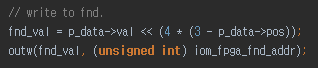 // write to fnd.
fnd_val = p_data->val << (4 * (3 - p_data->pos));
outw(fnd_val, (unsigned int) iom_fpga_fnd_addr);